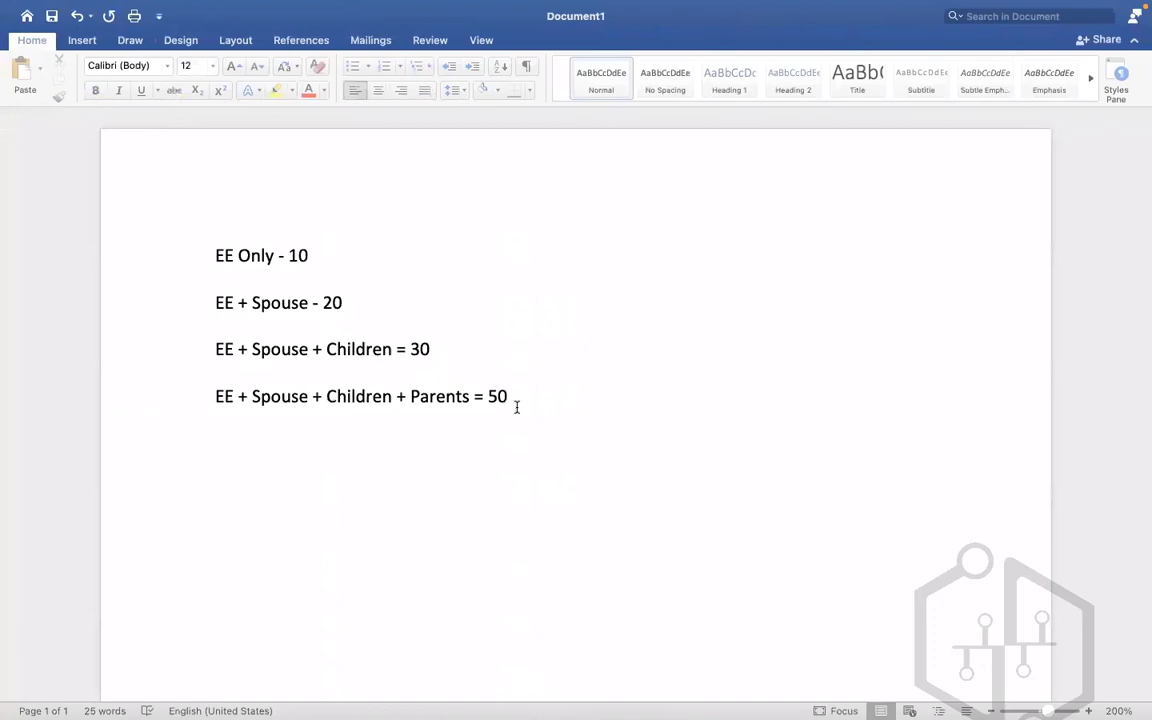 Document1
Search in Document
Home Insert Draw Design Layout References Mailings Review View
Share
Paste
Calibri (Body) 12
AaBbCcDdEe AaBbCcDdEe AaBbCcDc AaBbCcDdEe AaBb( AaBbCcDdEe AaBbCcDdEe AaBbCcDdEe
Normal No Spacing Heading 1 Heading 2 Title Subtitle Subtle Emph... Emphasis
Styles
Pane
EE Only - 10
EE + Spouse - 20
EE + Spouse + Children = 30
EE + Spouse + Children + Parents = 50
Page 1 of 1 25 words English (United States) Focus 200%